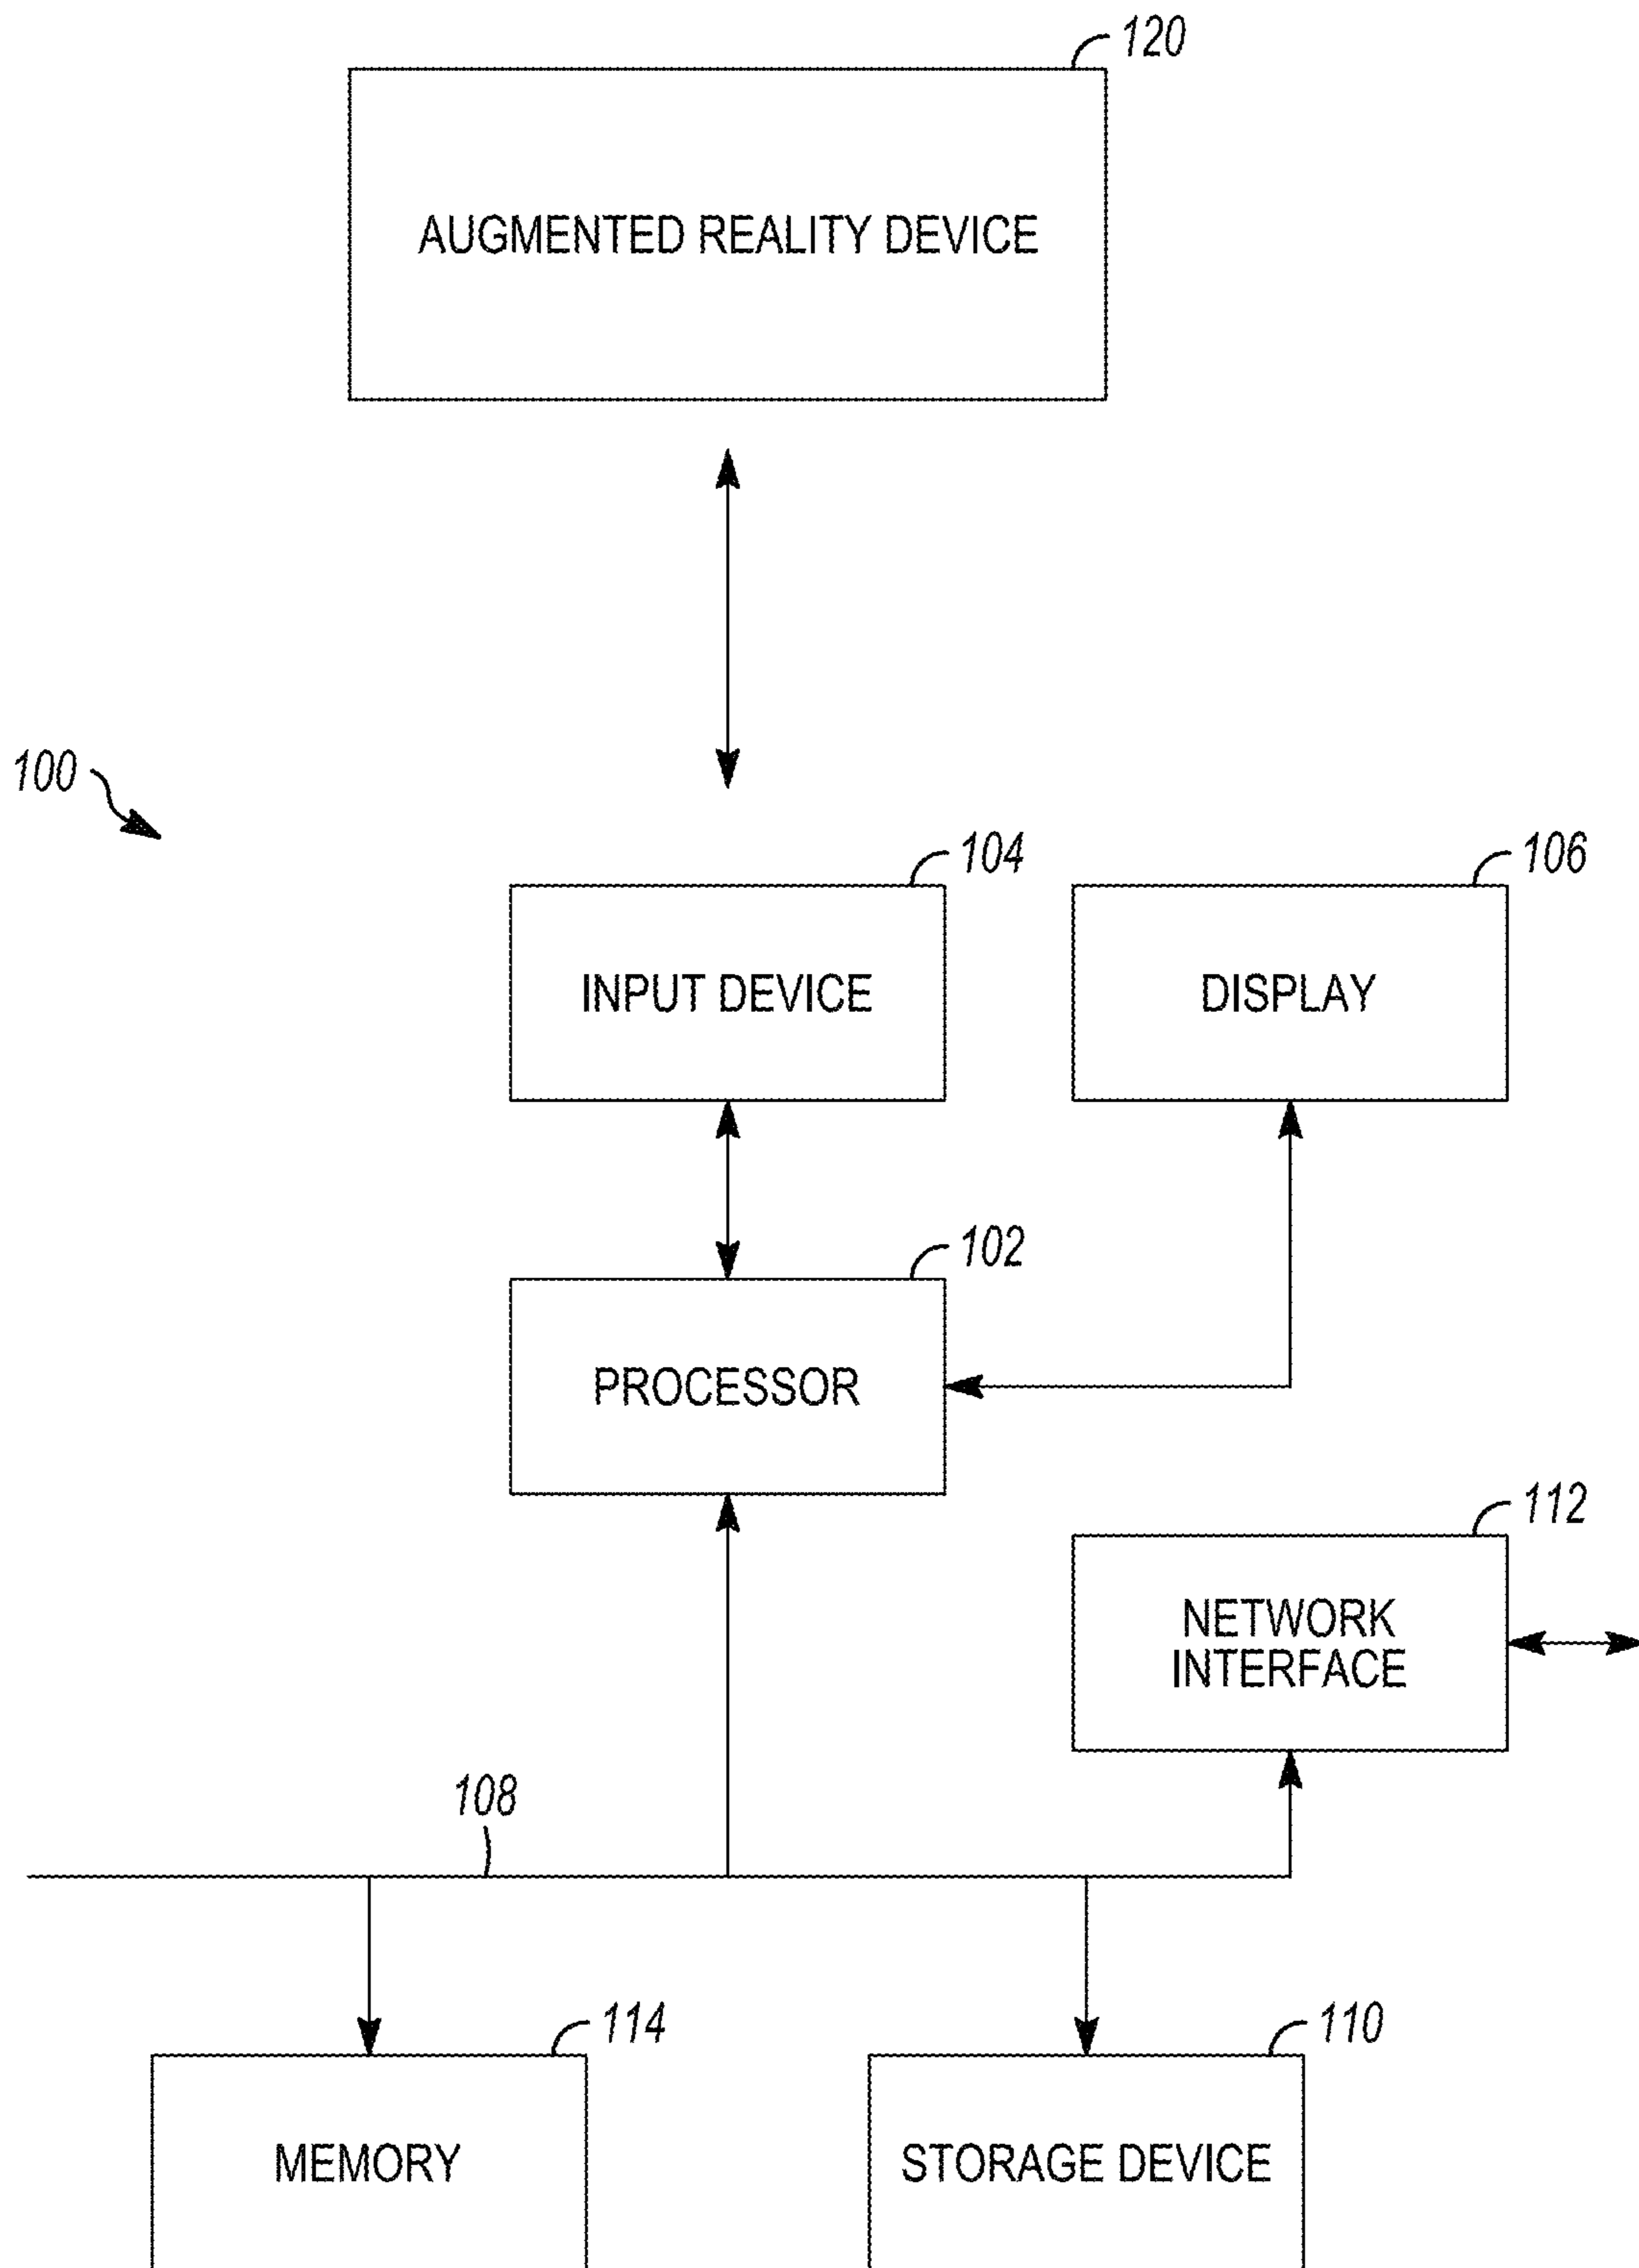 120
AUGMENTED REALITY DEVICE
100
104
106
INPUT DEVICE
DISPLAY
102
PROCESSOR
112
NETWORK
INTERFACE
108
114
110
MEMORY
STORAGE DEVICE